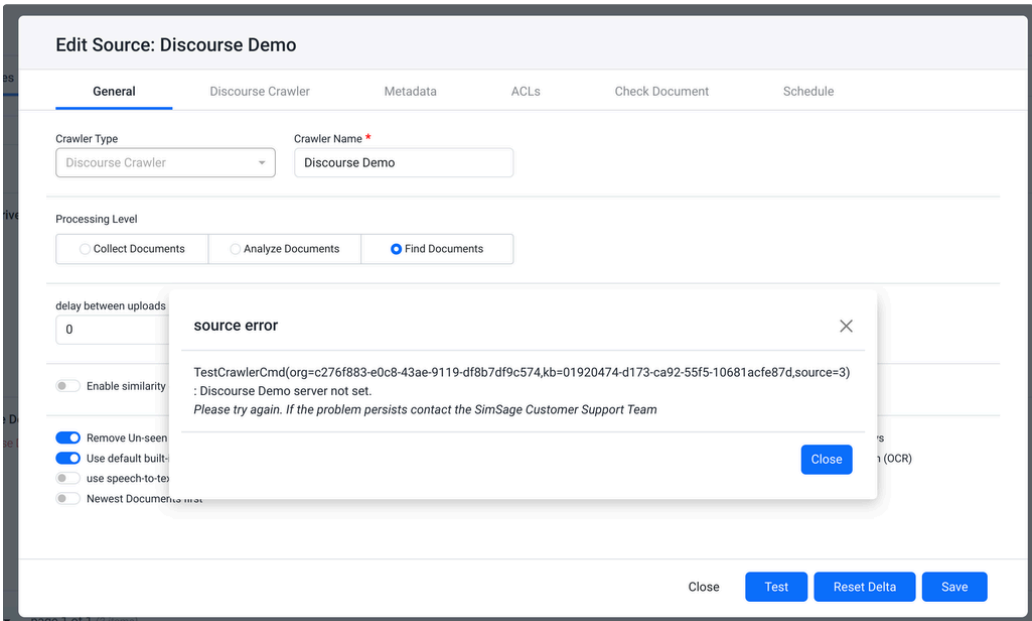 Edit Source: Discourse Demo
es
General Discourse Crawler Metadata ACLs Check Document Schedule
Crawler Type Crawler Name *
Discourse Crawler Discourse Demo
rive
Processing Level
Collect Documents Analyze Documents Find Documents
delay between uploads
0
source error
TestCrawlerCmd(org=c276f883-e0c8-43ae-9119-df8b7df9c574,kb=01920474-d173-ca92-55f5-10681acfe87d,source=3)
: Discourse Demo server not set.
Please try again. If the problem persists contact the SimSage Customer Support Team
Close
Enable similarity
Remove Un-seen
Use default built- (OCR)
use speech-to-tex
Newest Documents first
Close Test Reset Delta Save